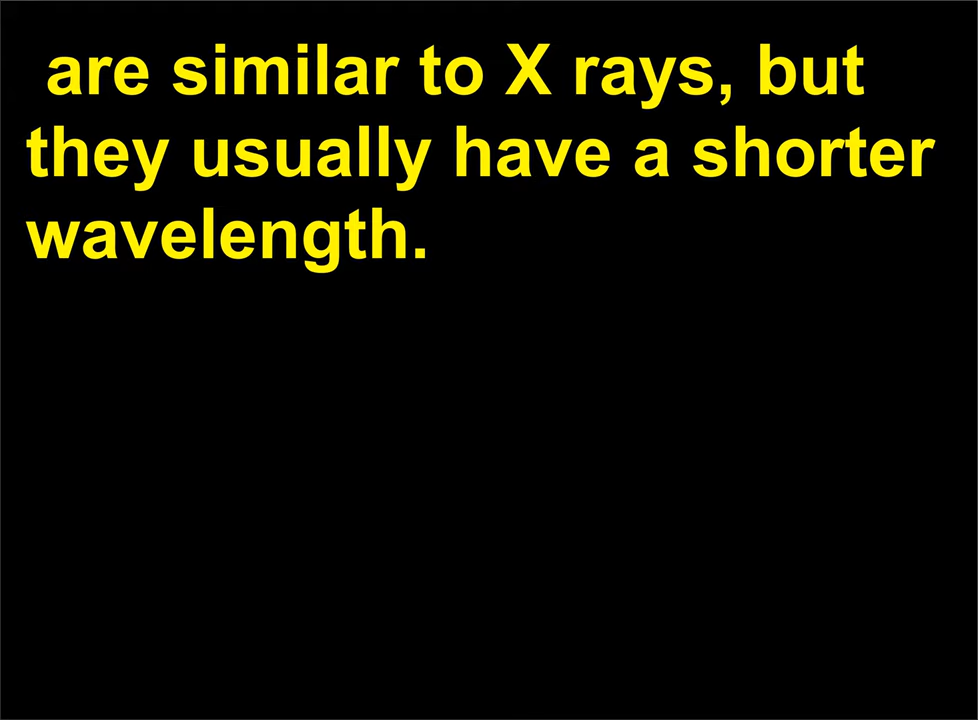 are similar to X rays, but
they usually have a shorter
wavelength.